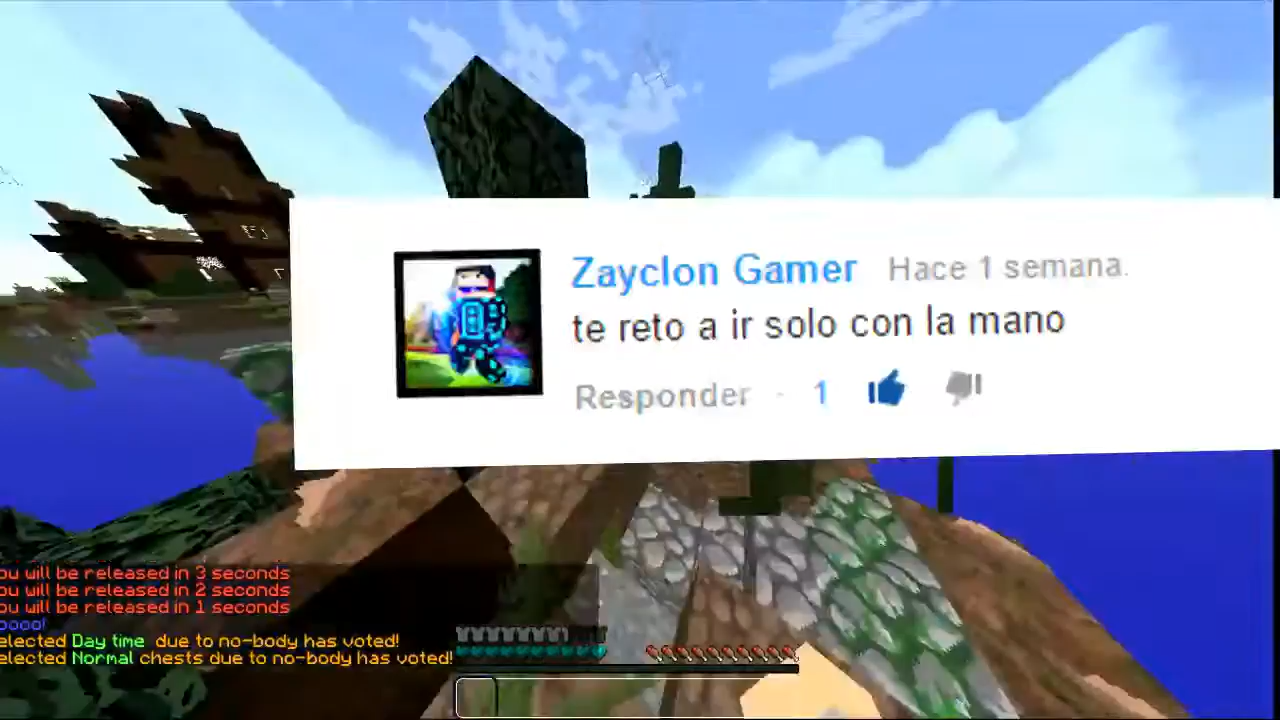 Zayclon Gamer Hace 1 semana.
te reto a ir solo con la mano
Responder · 1
ou will be released in 3 seconds
ou will be released in 2 seconds
ou will be released in 1 seconds
oooo!
elected Day time due to no-body has voted!
elected Normal chests due to no-body has voted!